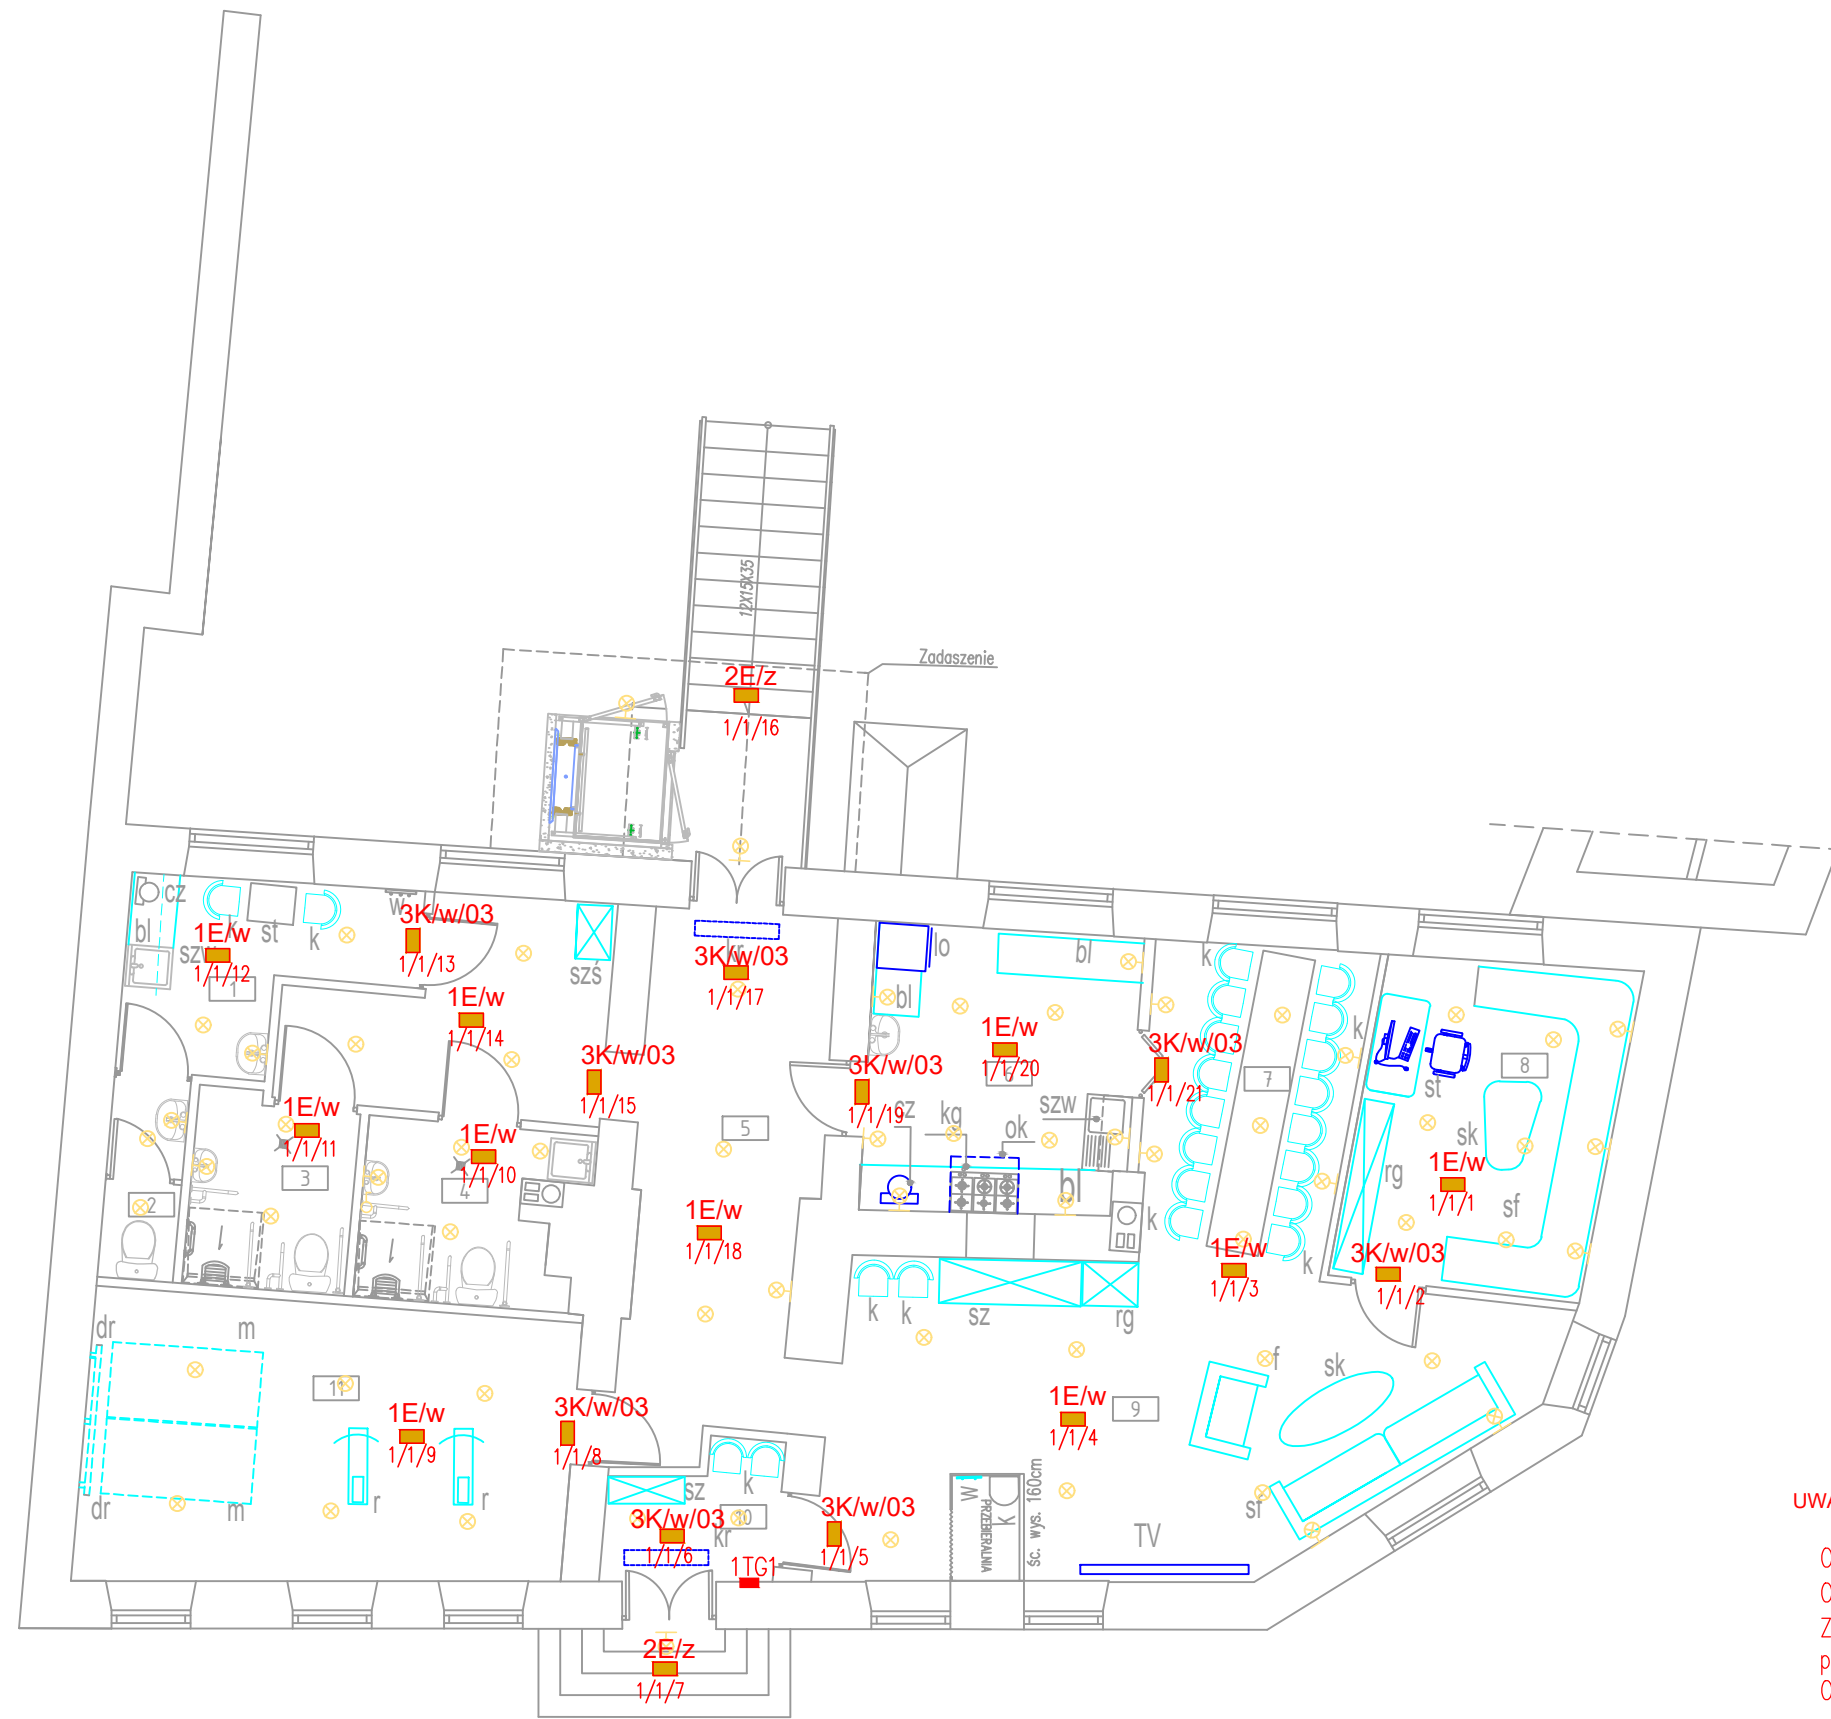 12X15X35
Zadaszenie
2E/z
1/1/16
cz
k
st
k
w
bl
szw
1E/w
1/1/12
1
3K/w/03
1/1/13
szś
kr
3K/w/03
1/1/17
lo
bl
bl
k
k
1E/w
1/1/14
3K/w/03
1/1/15
1E/w
1/1/20
6
3K/w/03
1/1/19
3K/w/03
1/1/21
7
8
st
1E/w
1/1/11
3
1E/w
1/1/10
4
2
5
cz
kg
ok
szw
bl
k
k
rg
sk
1E/w
1/1/1
sf
1E/w
1/1/18
1E/w
1/1/3
3K/w/03
1/1/2
k
k
sz
rg
dr
m
11
1E/w
1/1/9
dr
m
r
r
3K/w/03
1/1/8
f
sk
1E/w
1/1/4
9
sf
sz
k
10
3K/w/03
1/1/6
kr
3K/w/03
1/1/5
1TG1
W
K
PRZEBIERALNIA
śc. wys. 160cm
TV
2E/z
1/1/7
UWA
C
C
Z
p
C